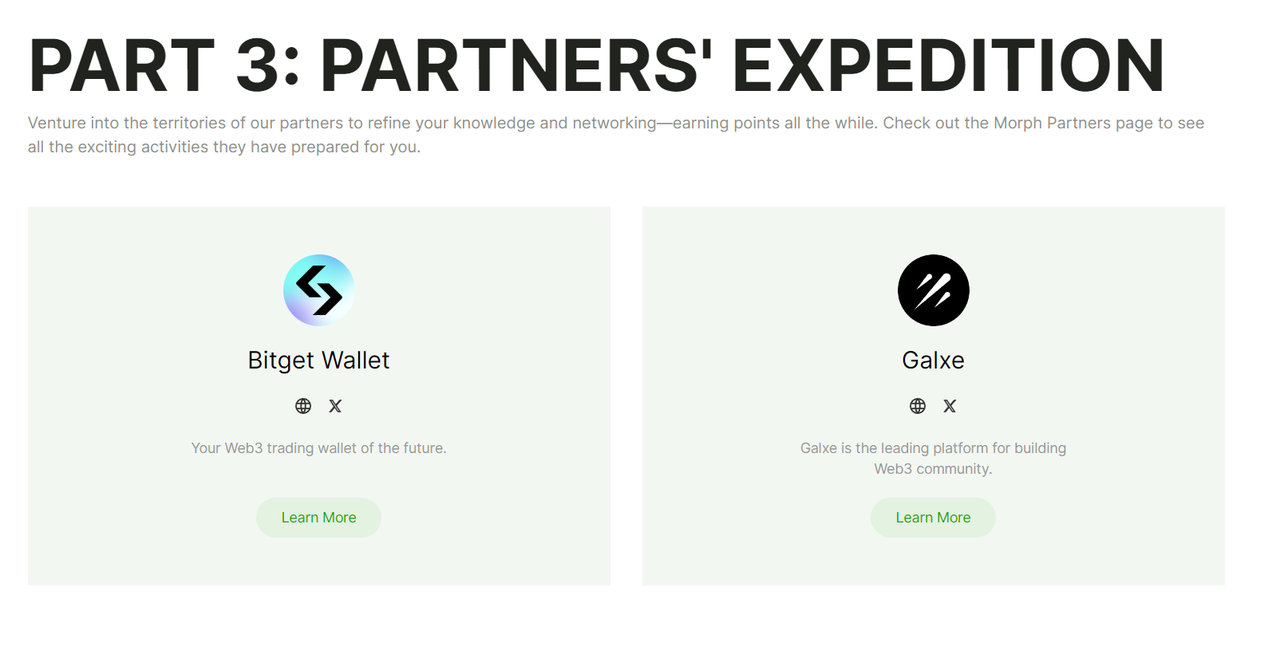 PART 3: PARTNERS' EXPEDITION
Venture into the territories of our partners to refine your knowledge and networking—earning points all the while. Check out the Morph Partners page to see
all the exciting activities they have prepared for you.
Bitget Wallet
Your Web3 trading wallet of the future.
Learn More
Galxe
Galxe is the leading platform for building
Web3 community.
Learn More